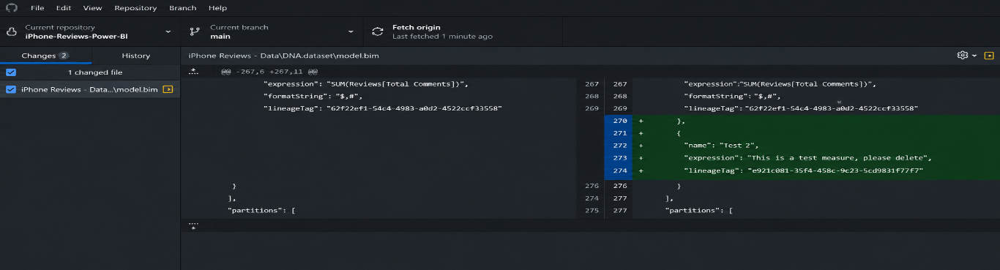 File Edit View Repository Branch Help
Current repository
iPhone-Reviews-Power-BI
Current branch
main
Fetch origin
Last fetched 1 minute ago
Changes 2 History
1 changed file
iPhone Reviews - Data...\model.bim
iPhone Reviews - Data\DNA.dataset\model.bim
@@ -267,6 +267,11 @@
"expression": "SUM(Reviews[Total Comments])", 267 267 "expression":"SUM(Reviews[Total Comments])",
"formatString": "$,#", 268 268 "formatString": "$,#",
"lineageTag": "62f22ef1-54c4-4983-a0d2-4522ccf33558" 269 269 "lineageTag": "62f22ef1-54c4-4983-a0d2-4522ccf33558"
270 + },
271 + {
272 + "name": "Test 2",
273 + "expression": "This is a test measure, please delete",
274 + "lineageTag": "e921c081-35f4-458c-9c23-5cd9831f77f7"
} 276 276 }
], 274 277 ],
"partitions": [ 275 277 "partitions": [